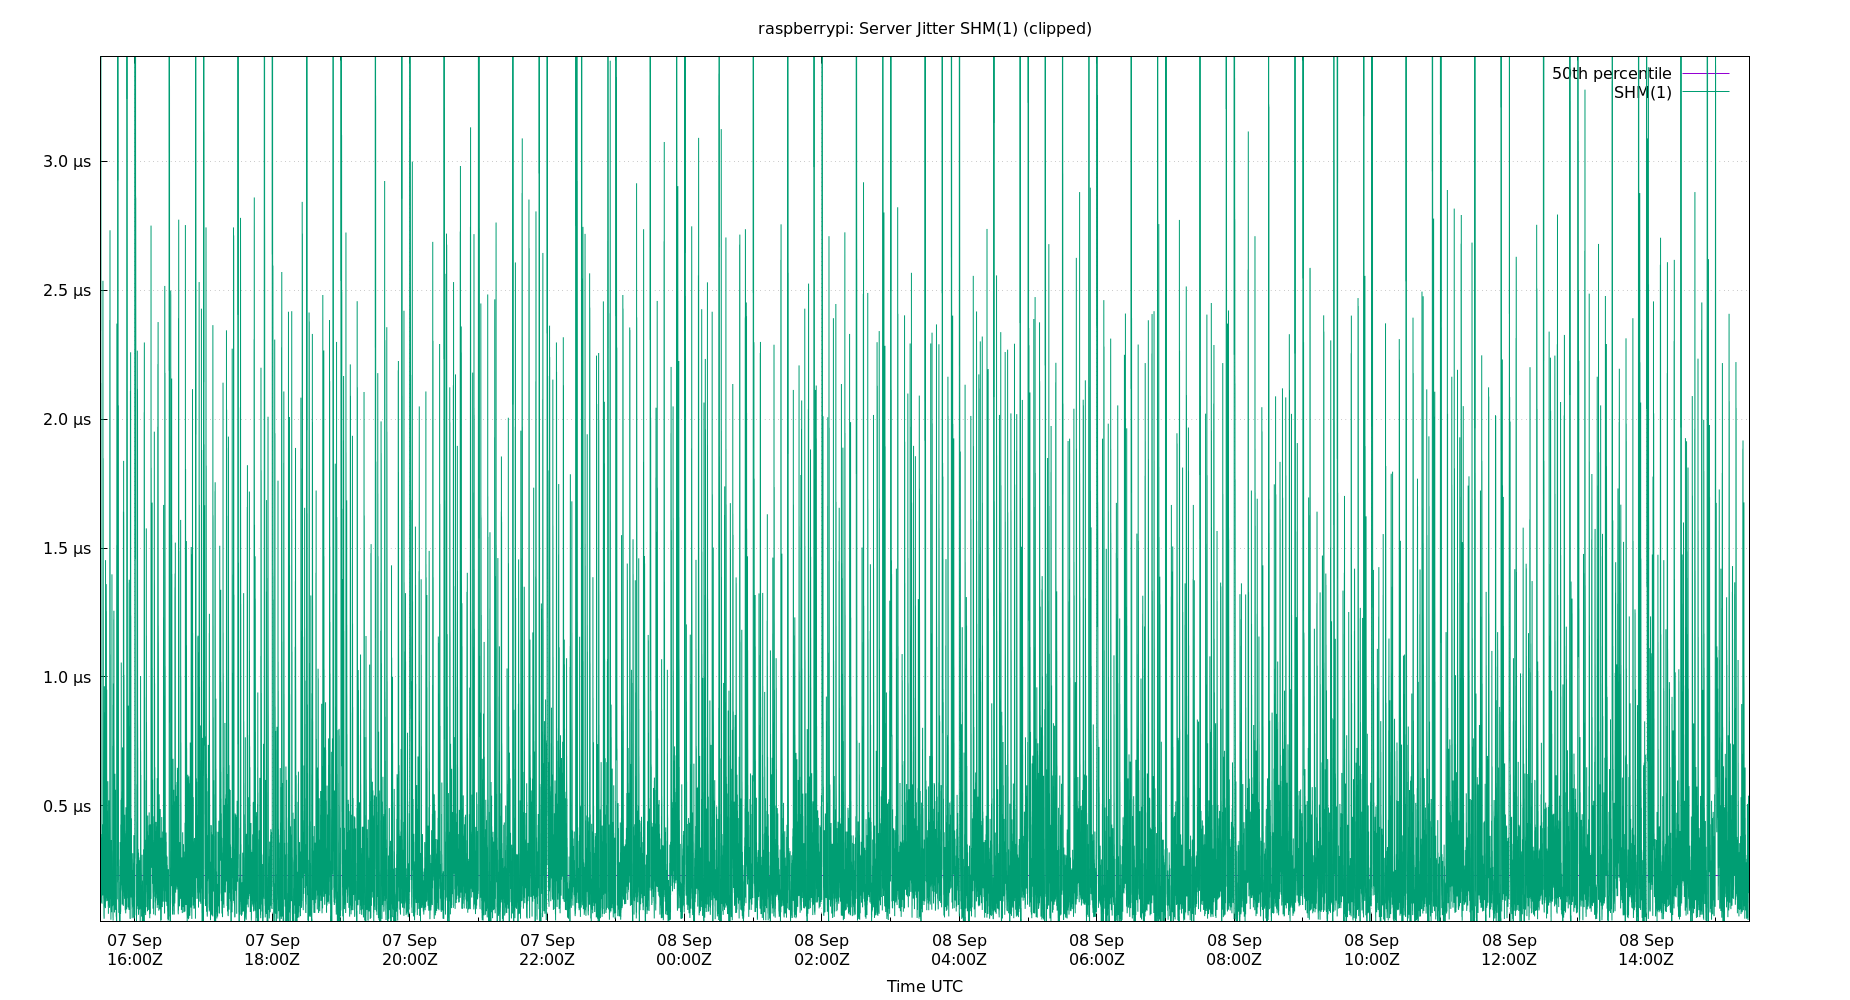 raspberrypi: Server Jitter SHM(1) (clipped)
50th percentile
SHM(1)
3.0 µs
2.5 µs
2.0 µs
1.5 µs
1.0 µs
0.5 µs
07 Sep 07 Sep 07 Sep 07 Sep 08 Sep 08 Sep 08 Sep 08 Sep 08 Sep 08 Sep 08 Sep 08 Sep
16:00Z 18:00Z 20:00Z 22:00Z 00:00Z 02:00Z 04:00Z 06:00Z 08:00Z 10:00Z 12:00Z 14:00Z
Time UTC